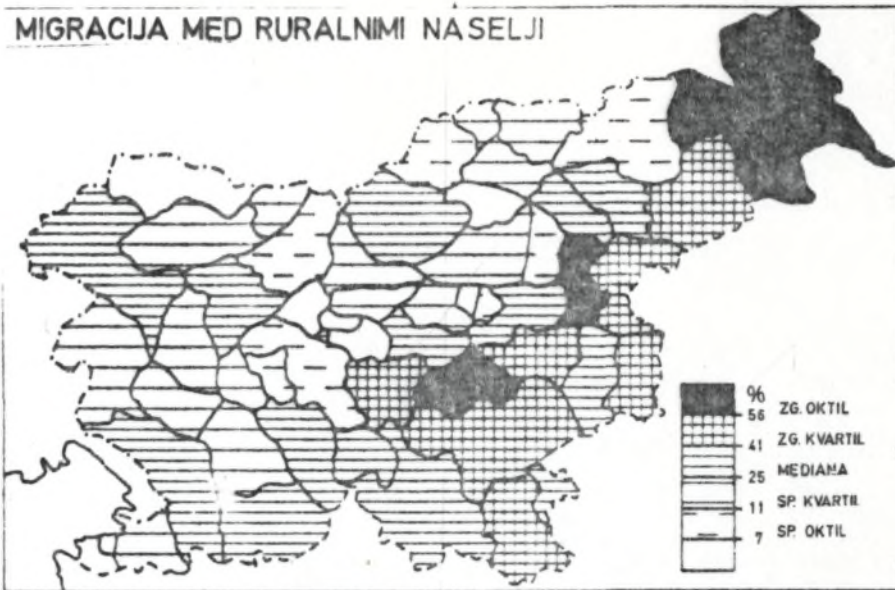 MIGRACIJA MED RURALNIMI NASELJI
%
56 ZG. OKTIL
41 ZG. KVARTIL
25 MEDIANA
11 SP. KVARTIL
7 SP. OKTIL